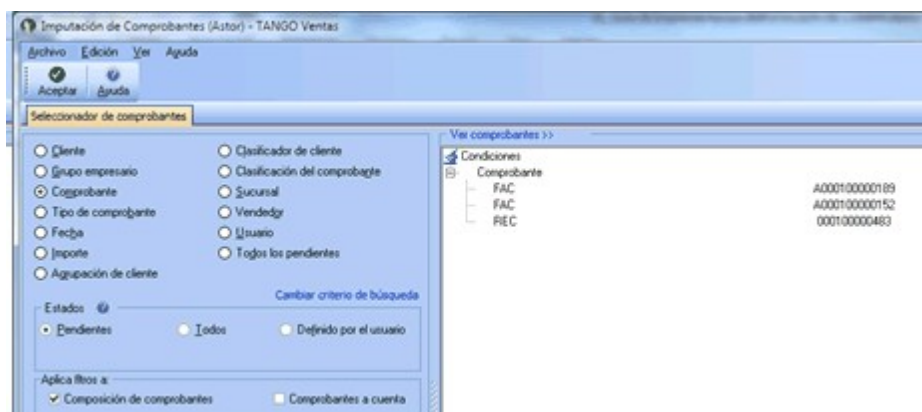 Imputación de Comprobantes (Astor) - TANGO Ventas
Archivo Edición Ver Ayuda
Aceptar Ayuda
Seleccionador de comprobantes
Cliente
Grupo empresario
Comprobante
Tipo de comprobante
Fecha
Importe
Agrupación de cliente
Clasificador de cliente
Clasificación del comprobante
Sucursal
Vendedor
Usuario
Todos los pendientes
Cambiar criterio de búsqueda
Estados
Pendientes Todos Definido por el usuario
Aplica filtros a:
Composición de comprobantes Comprobantes a cuenta
Ver comprobantes >>
Condiciones
Comprobante
FAC A000100000189
FAC A000100000152
REC 000100000483